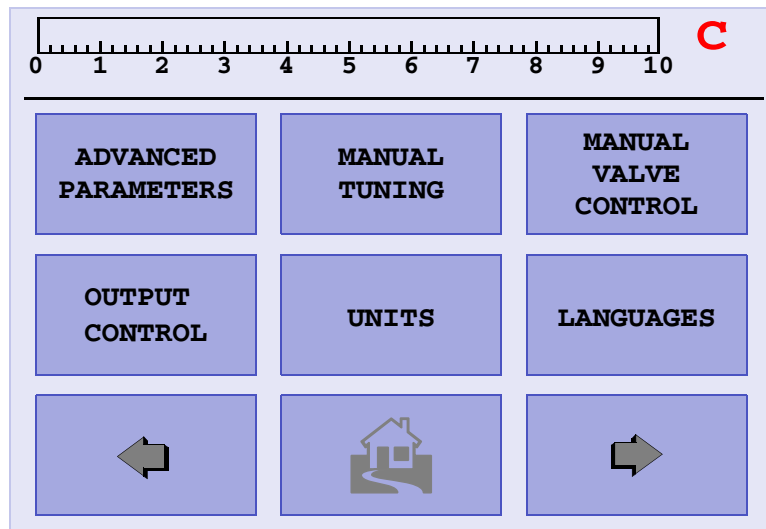 C
0 1 2 3 4 5 6 7 8 9 10
ADVANCED
PARAMETERS
MANUAL
TUNING
MANUAL
VALVE
CONTROL
OUTPUT
CONTROL
UNITS
LANGUAGES